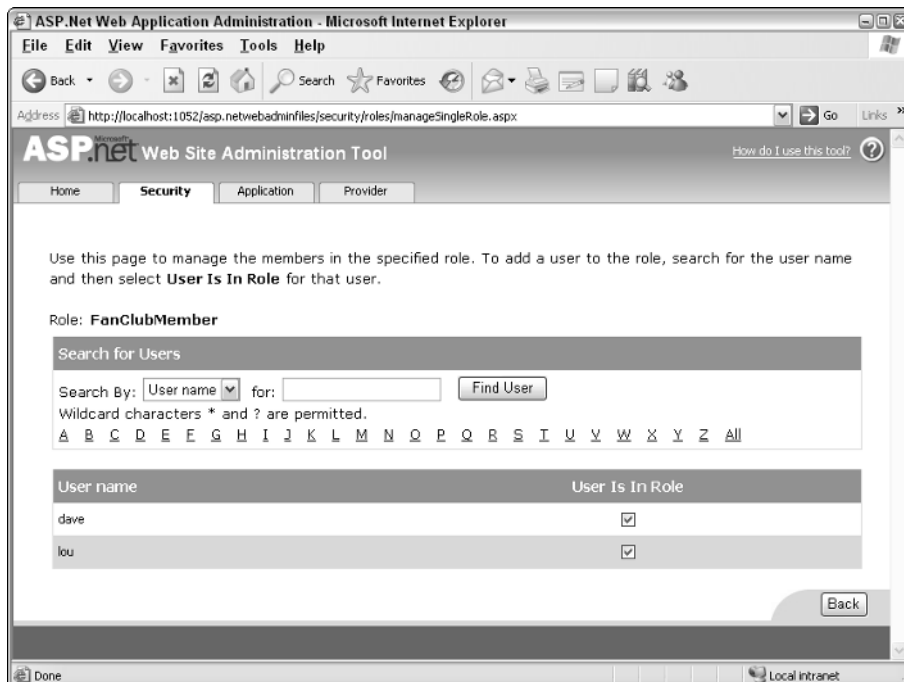 ASP.Net Web Application Administration - Microsoft Internet Explorer
File Edit View Favorites Tools Help
Back Search Favorites
Address http://localhost:1052/asp.netwebadminfiles/security/roles/manageSingleRole.aspx Go Links »
Microsoft
ASP.net Web Site Administration Tool How do I use this tool? ?
Home Security Application Provider
Use this page to manage the members in the specified role. To add a user to the role, search for the user name
and then select User Is In Role for that user.
Role: FanClubMember
Search for Users
Search By: User name for: Find User
Wildcard characters * and ? are permitted.
A B C D E F G H I J K L M N O P Q R S T U V W X Y Z All
User name User Is In Role
dave
lou
Back
Done Local intranet